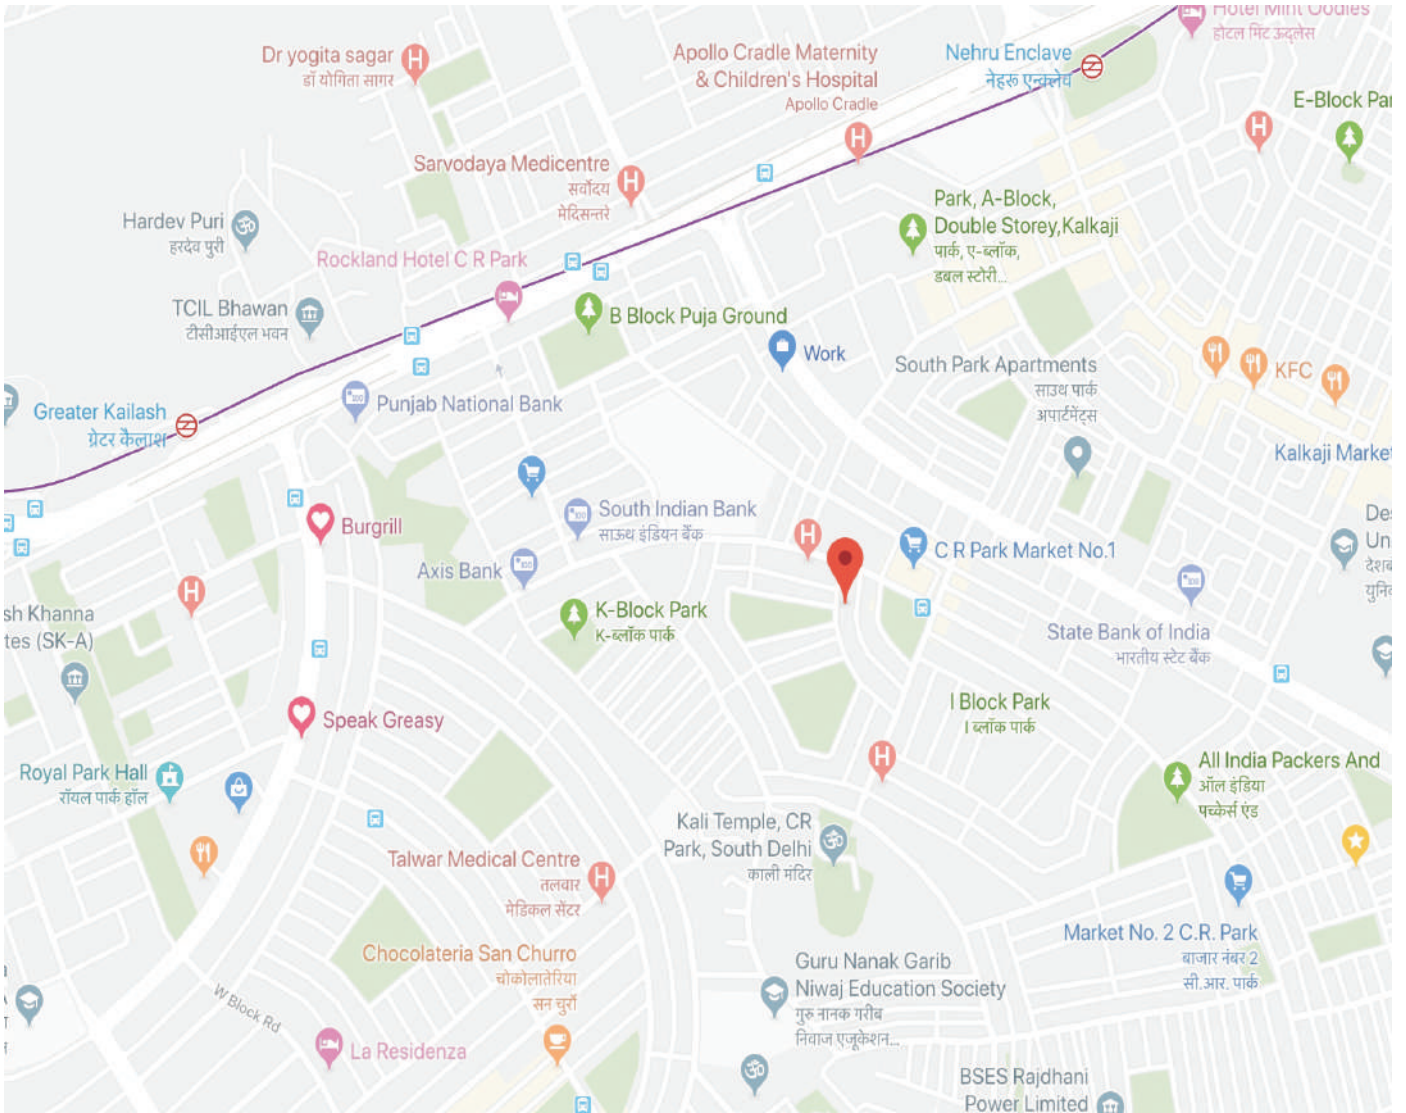 Hotel Mint Oodles
होटल मिंट ऊद्लेस
Dr yogita sagar
डॉ योगिता सागर
Apollo Cradle Maternity
& Children's Hospital
Apollo Cradle
Nehru Enclave
नेहरू एन्क्लेव
E-Block Par
Sarvodaya Medicentre
सर्वोदय
मेदिसन्तरे
Park, A-Block,
Double Storey,Kalkaji
पार्क, ए-ब्लॉक,
डबल स्टोरी...
Hardev Puri
हरदेव पुरी
Rockland Hotel C R Park
TCIL Bhawan
टीसीआईएल भवन
B Block Puja Ground
Work
South Park Apartments
साउथ पार्क
अपार्टमेंट्स
KFC
Greater Kailash
ग्रेटर कैलाश
Punjab National Bank
Kalkaji Market
South Indian Bank
साऊथ इंडियन बैंक
Burgrill
C R Park Market No.1
Des
Un
देशब
युनि
Axis Bank
K-Block Park
K-ब्लॉक पार्क
sh Khanna
tes (SK-A)
State Bank of India
भारतीय स्टेट बैंक
I Block Park
I ब्लॉक पार्क
Speak Greasy
Royal Park Hall
रॉयल पार्क हॉल
All India Packers And
ऑल इंडिया
पच्केर्स एंड
Kali Temple, CR
Park, South Delhi
काली मंदिर
Talwar Medical Centre
तलवार
मेडिकल सेंटर
Market No. 2 C.R. Park
बाजार नंबर 2
सी.आर. पार्क
Chocolateria San Churro
चोकोलातेरिया
सन चुर्रो
Guru Nanak Garib
Niwaj Education Society
गुरु नानक गरीब
निवाज एजूकेशन...
W Block Rd
La Residenza
BSES Rajdhani
Power Limited